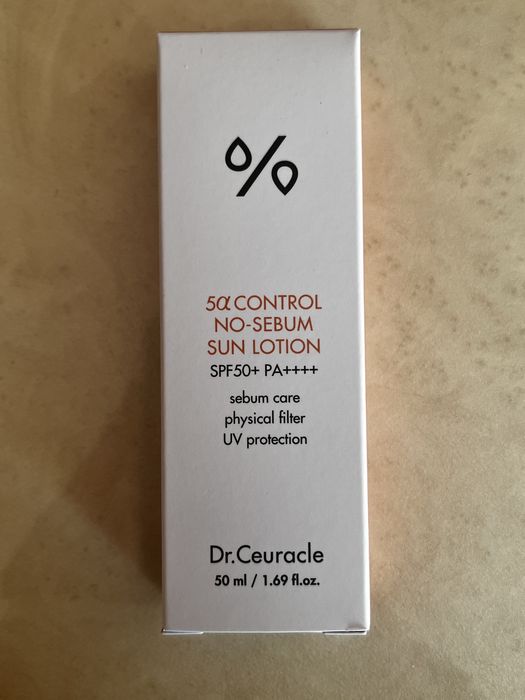 %
5α CONTROL
NO-SEBUM
SUN LOTION
SPF50+ PA++++
sebum care
physical filter
UV protection
Dr.Ceuracle
50 ml / 1.69 fl.oz.